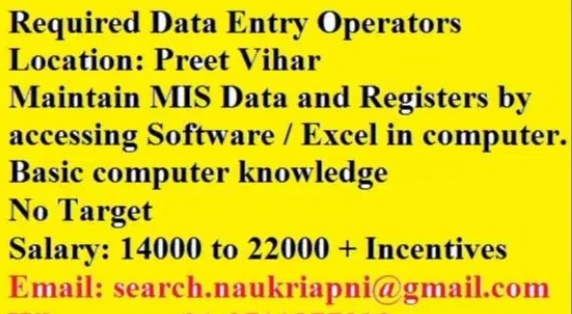 Required Data Entry Operators
Location: Preet Vihar
Maintain MIS Data and Registers by
accessing Software / Excel in computer.
Basic computer knowledge
No Target
Salary: 14000 to 22000 + Incentives
Email: search.naukriapni@gmail.com